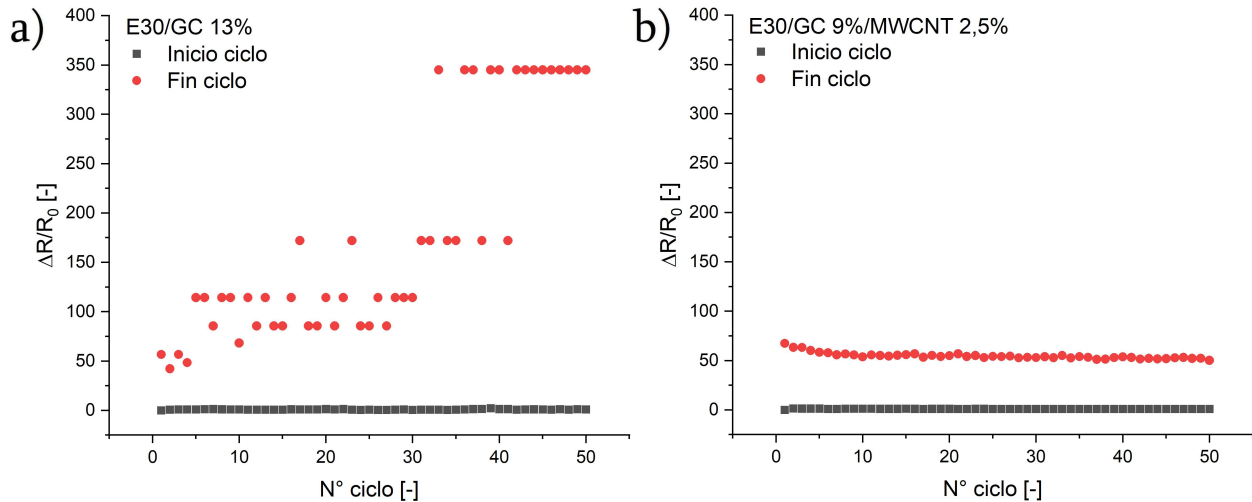 a)
E30/GC 13%
Inicio ciclo
Fin ciclo
400
350
300
250
200
150
100
50
0
ΔR/R₀ [-]
0
10
20
30
40
50
N° ciclo [-]
b)
E30/GC 9%/MWCNT 2,5%
Inicio ciclo
Fin ciclo
400
350
300
250
200
150
100
50
0
ΔR/R₀ [-]
0
10
20
30
40
50
N° ciclo [-]